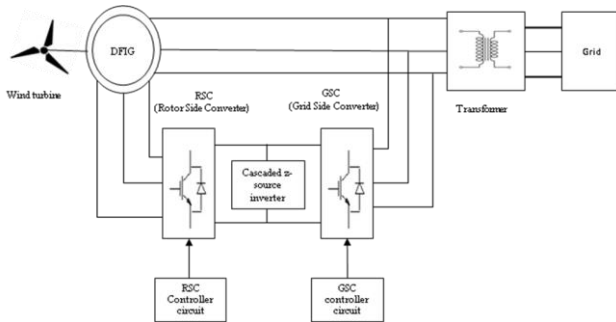 DFIG
Grid
Wind turbine
RSC
(Rotor Side Converter)
GSC
(Grid Side Converter)
Transformer
Cascaded z-
source
inverter
RSC
Controller
circuit
GSC
controller
circuit